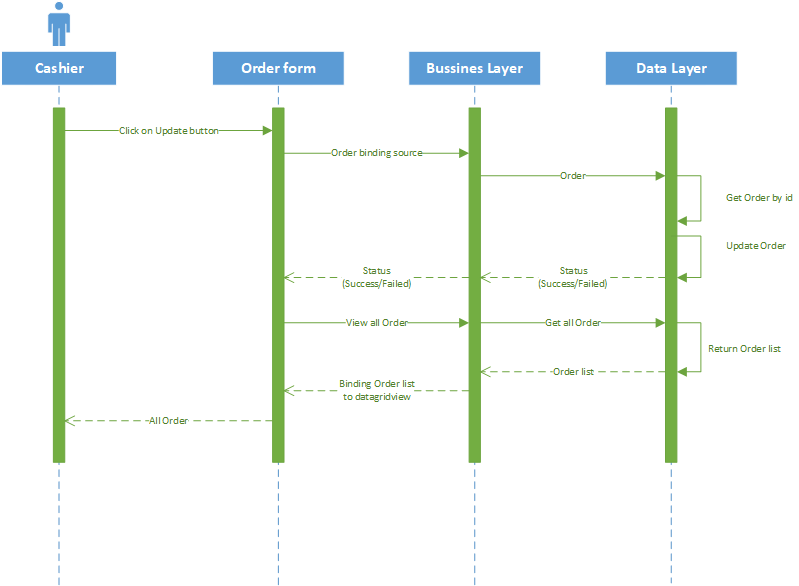 Cashier
Order form
Bussines Layer
Data Layer
Click on Update button
Order binding source
Order
Get Order by id
Update Order
Status
(Success/Failed)
Status
(Success/Failed)
View all Order
Get all Order
Return Order list
Order list
Binding Order list
to datagridview
All Order